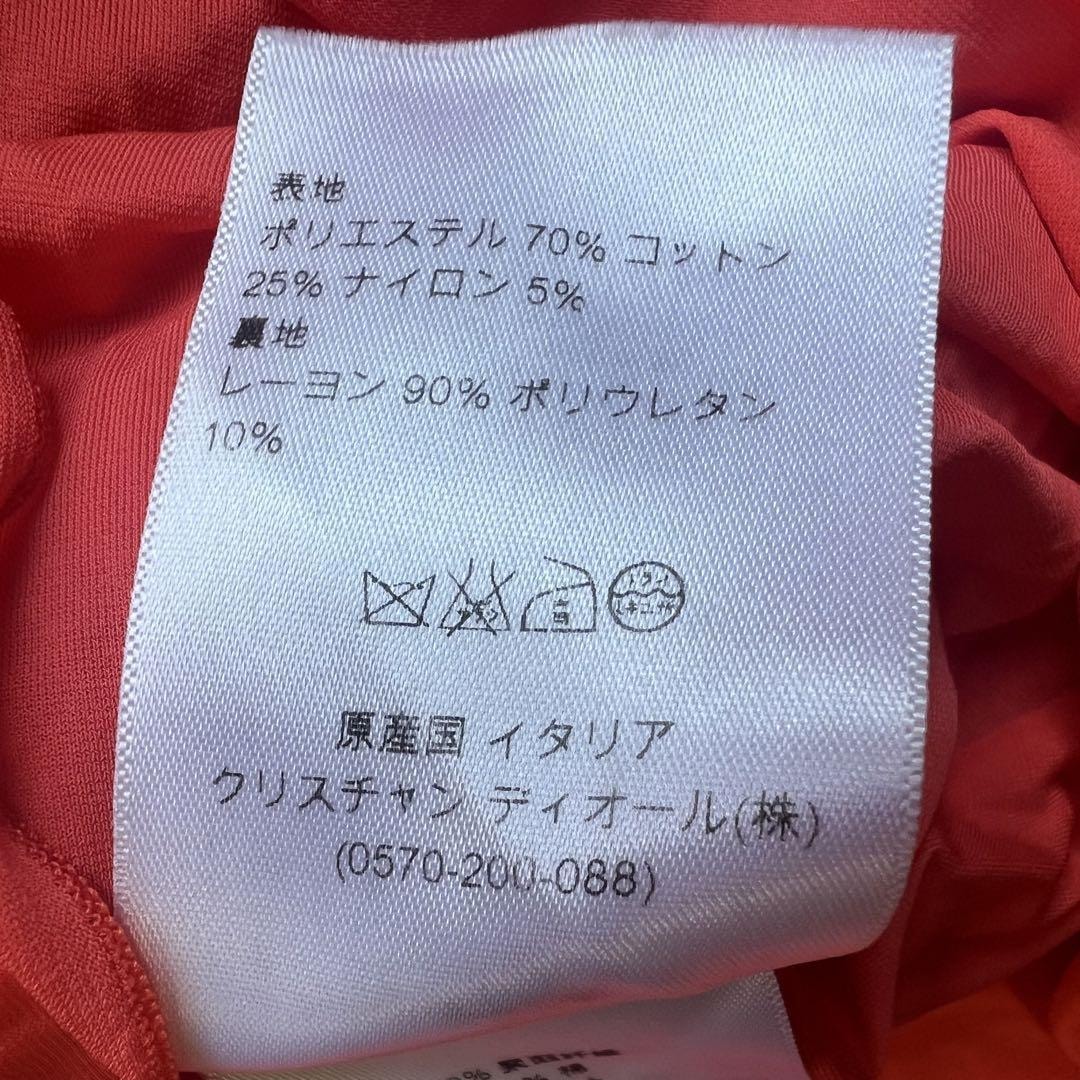 表地
ポリエステル 70% コットン
25% ナイロン 5%
裏地
レーヨン 90% ポリウレタン
10%
原産国 イタリア
クリスチャン ディオール(株)
(0570-200-088)